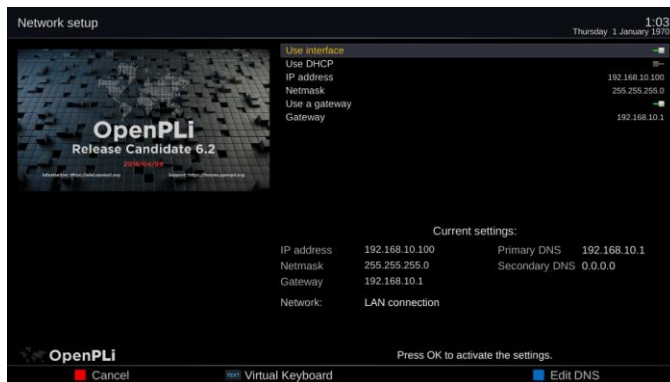 Network setup
1:03
Thursday 1 January 1970
Use interface
Use DHCP
IP address 192.168.10.100
Netmask 255.255.255.0
Use a gateway
Gateway 192.168.10.1
OpenPLi
Release Candidate 6.2
Current settings:
IP address 192.168.10.100 Primary DNS 192.168.10.1
Netmask 255.255.255.0 Secondary DNS 0.0.0.0
Gateway 192.168.10.1
Network: LAN connection
OpenPLi
Press OK to activate the settings.
Cancel TEXT Virtual Keyboard Edit DNS